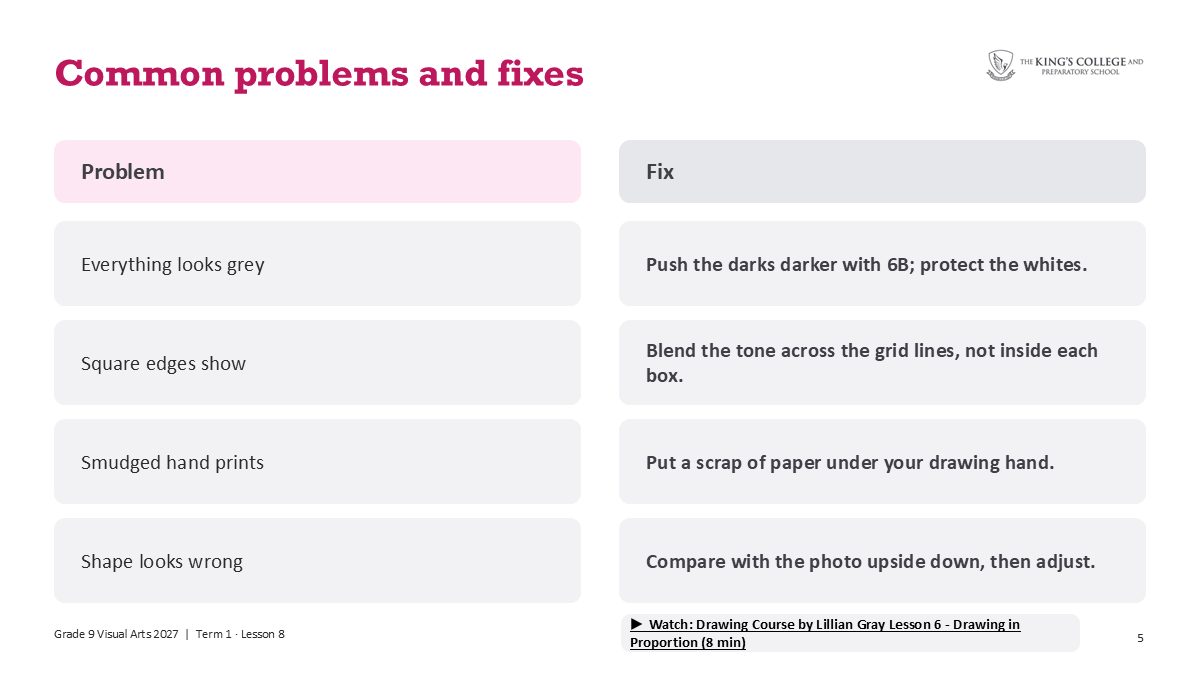 Common problems and fixes
THE KING'S COLLEGE AND
PREPARATORY SCHOOL
Problem
Fix
Everything looks grey
Push the darks darker with 6B; protect the whites.
Square edges show
Blend the tone across the grid lines, not inside each
box.
Smudged hand prints
Put a scrap of paper under your drawing hand.
Shape looks wrong
Compare with the photo upside down, then adjust.
Grade 9 Visual Arts 2027 | Term 1 · Lesson 8
▶ Watch: Drawing Course by Lillian Gray Lesson 6 - Drawing in
Proportion (8 min)
5